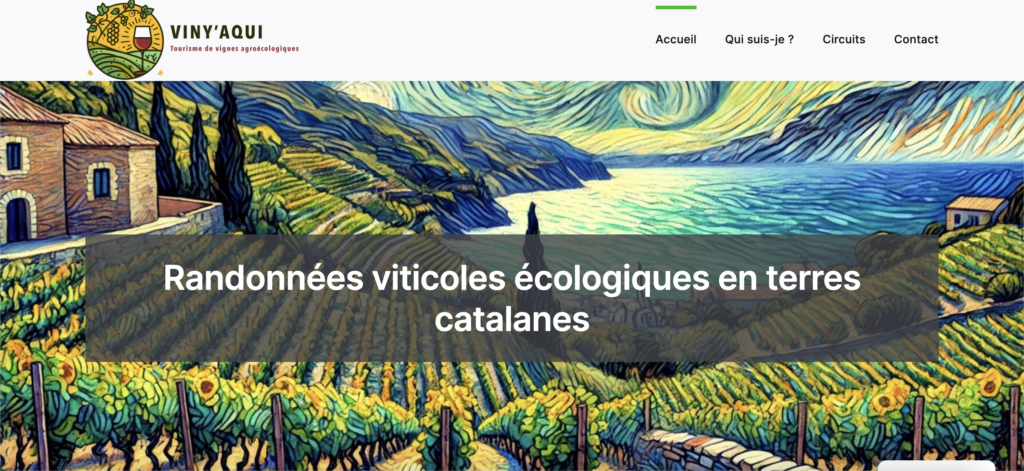 VINY'AQUI
Tourisme de vignes agroécologiques
Accueil
Qui suis-je ?
Circuits
Contact
Randonnées viticoles écologiques en terres
catalanes